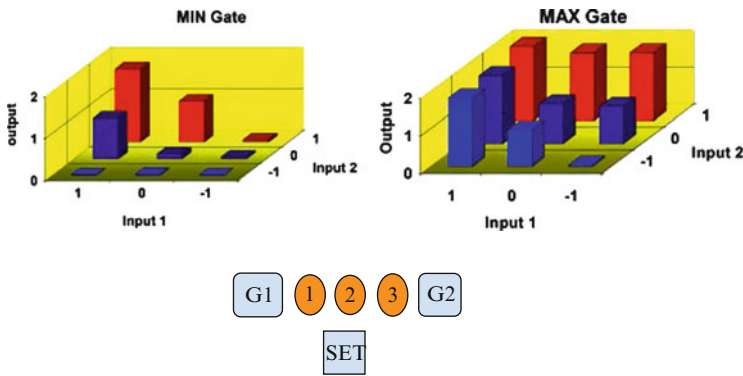 MIN Gate
output
2
1
0
1
0
-1
Input 1
1
0
-1
Input 2
MAX Gate
Output
2
1
0
1
0
-1
Input 1
1
0
-1
Input 2
G1 1 2 3 G2
SET